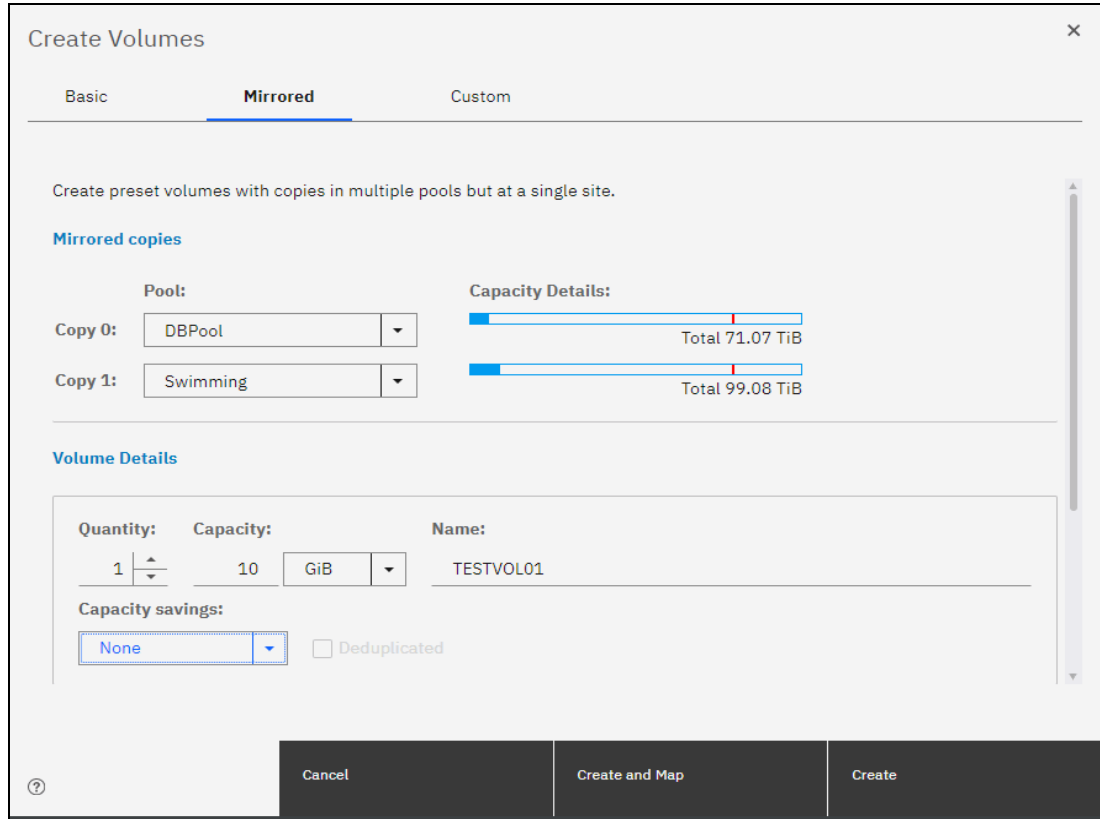 Create Volumes
×
Basic Mirrored Custom
Create preset volumes with copies in multiple pools but at a single site.
Mirrored copies
Pool: Capacity Details:
Copy 0: DBPool
Total 71.07 TiB
Copy 1: Swimming
Total 99.08 TiB
Volume Details
Quantity: Capacity: Name:
1 10 GiB TESTVOL01
Capacity savings:
None Deduplicated
? Cancel Create and Map Create